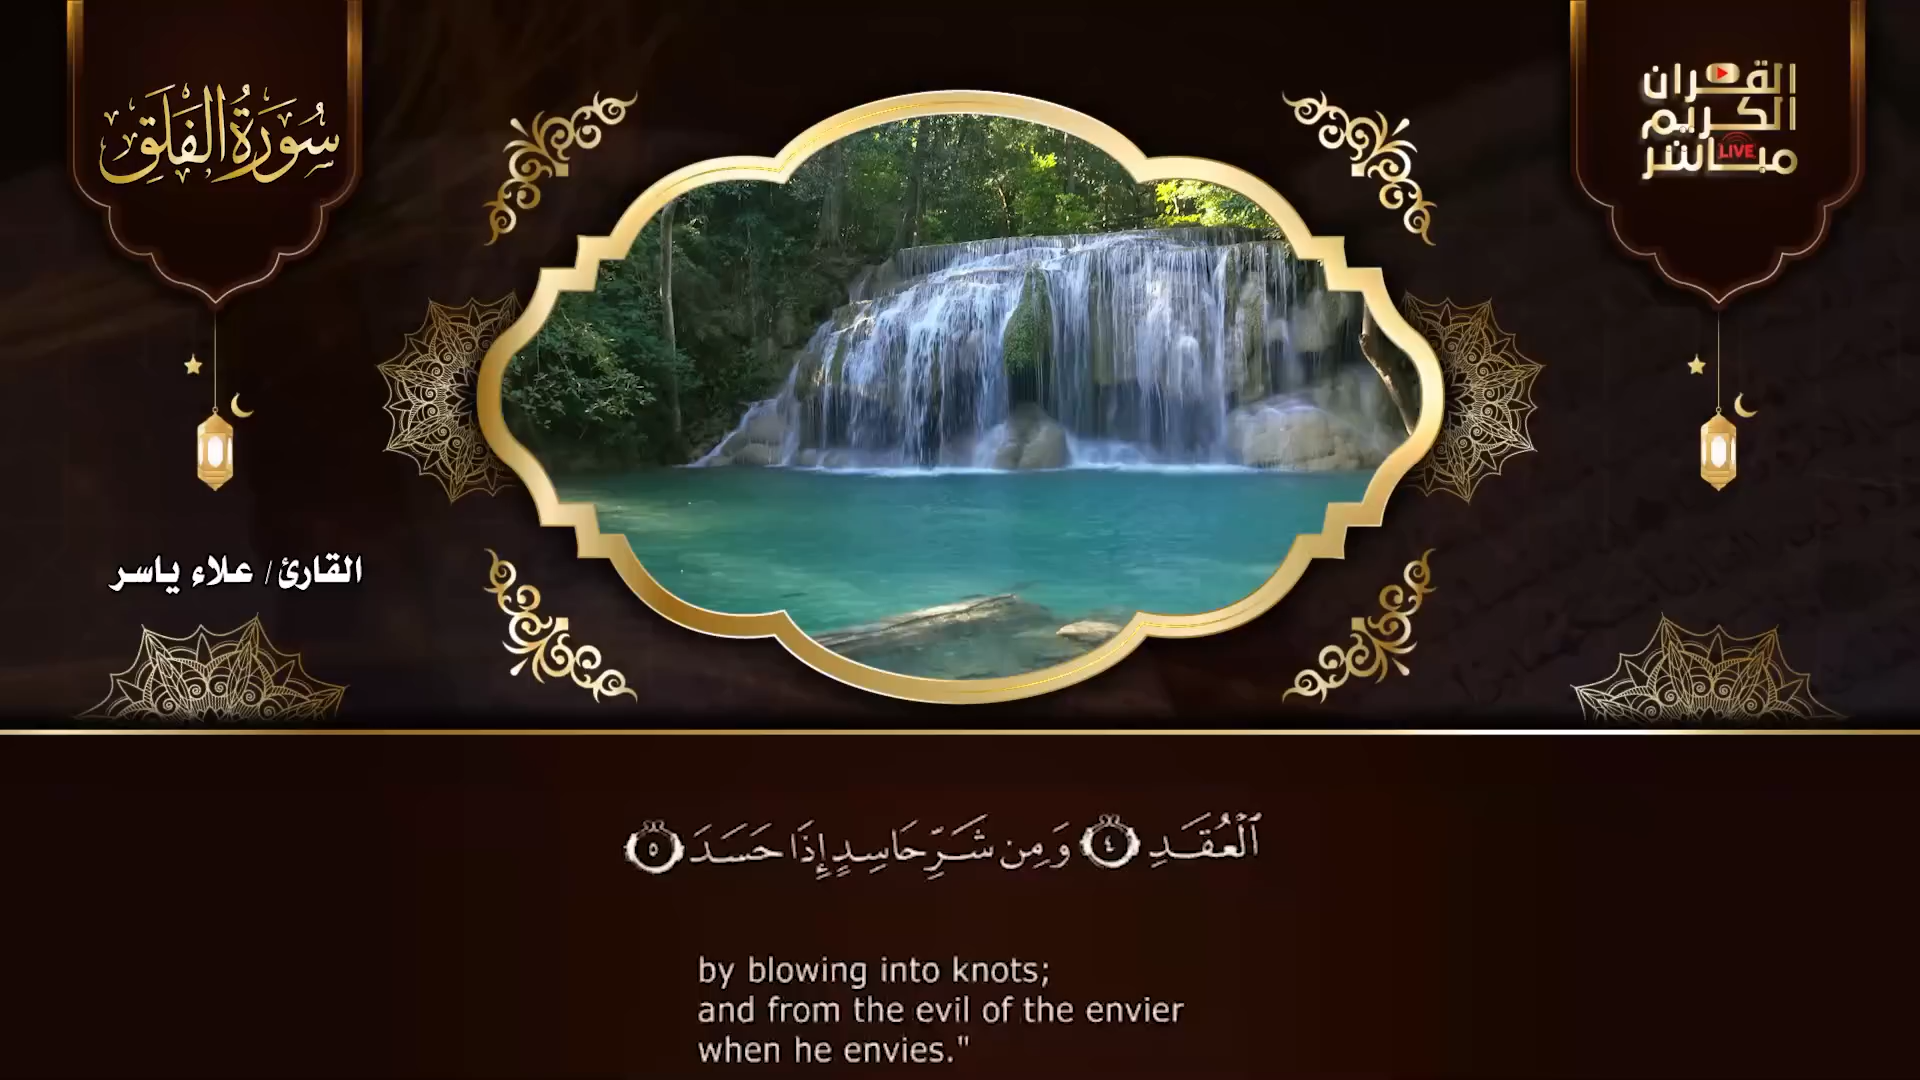 سُورَةُ الفَلَقِ
القرآن
الكريم
مباشر
LIVE
القارئ / علاء ياسر
ٱلْعُقَدِ ٤ وَمِن شَرِّ حَاسِدٍ إِذَا حَسَدَ ٥
by blowing into knots;
and from the evil of the envier
when he envies."